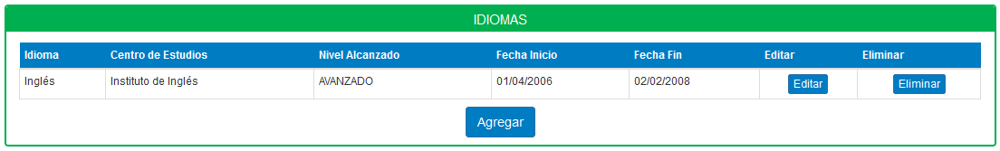 IDIOMAS
Idioma Centro de Estudios Nivel Alcanzado Fecha Inicio Fecha Fin Editar Eliminar
Inglés Instituto de Inglés AVANZADO 01/04/2006 02/02/2008 Editar Eliminar
Agregar